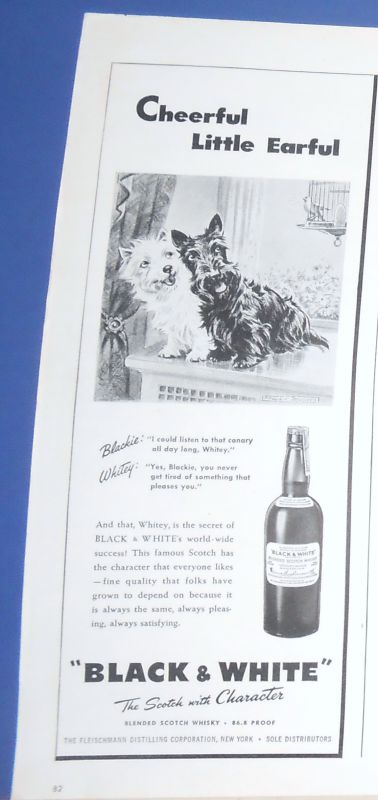 Cheerful
Little Earful
Blackie: "I could listen to that canary
all day long, Whitey."
Whitey: "Yes, Blackie, you never
get tired of something that
pleases you."
And that, Whitey, is the secret of
BLACK & WHITE's world-wide
success! This famous Scotch has
the character that everyone likes
—fine quality that folks have
grown to depend on because it
is always the same, always pleas-
ing, always satisfying.
"BLACK & WHITE"
BLENDED SCOTCH WHISKY
"BLACK & WHITE"
The Scotch with Character
BLENDED SCOTCH WHISKY • 86.8 PROOF
THE FLEISCHMANN DISTILLING CORPORATION, NEW YORK • SOLE DISTRIBUTORS
82